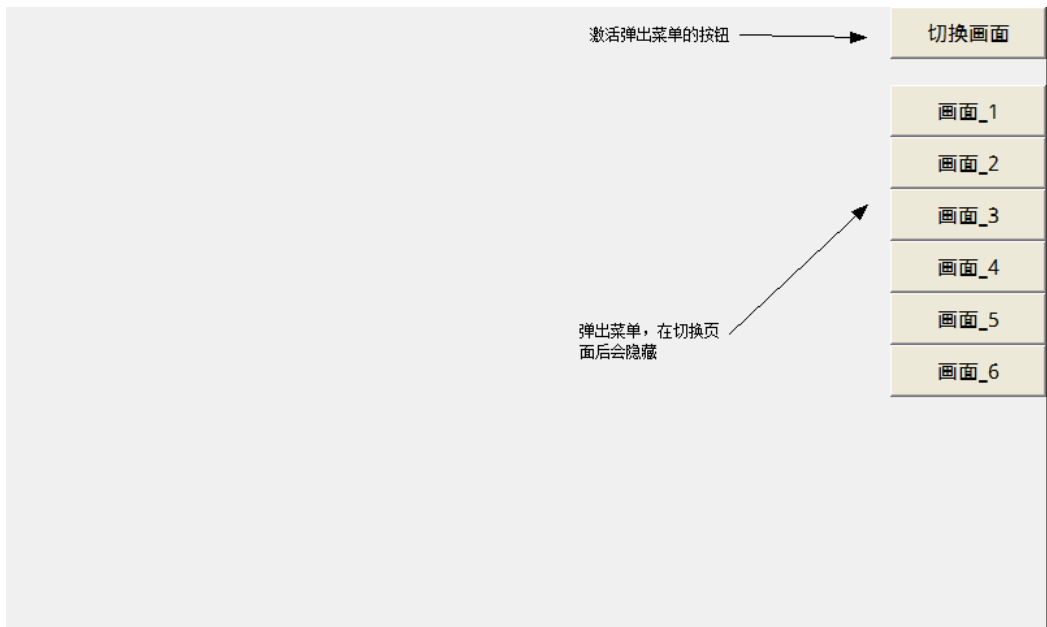 激活弹出菜单的按钮
切换画面
画面_1
画面_2
画面_3
画面_4
画面_5
画面_6
弹出菜单，在切换页
面后会隐藏